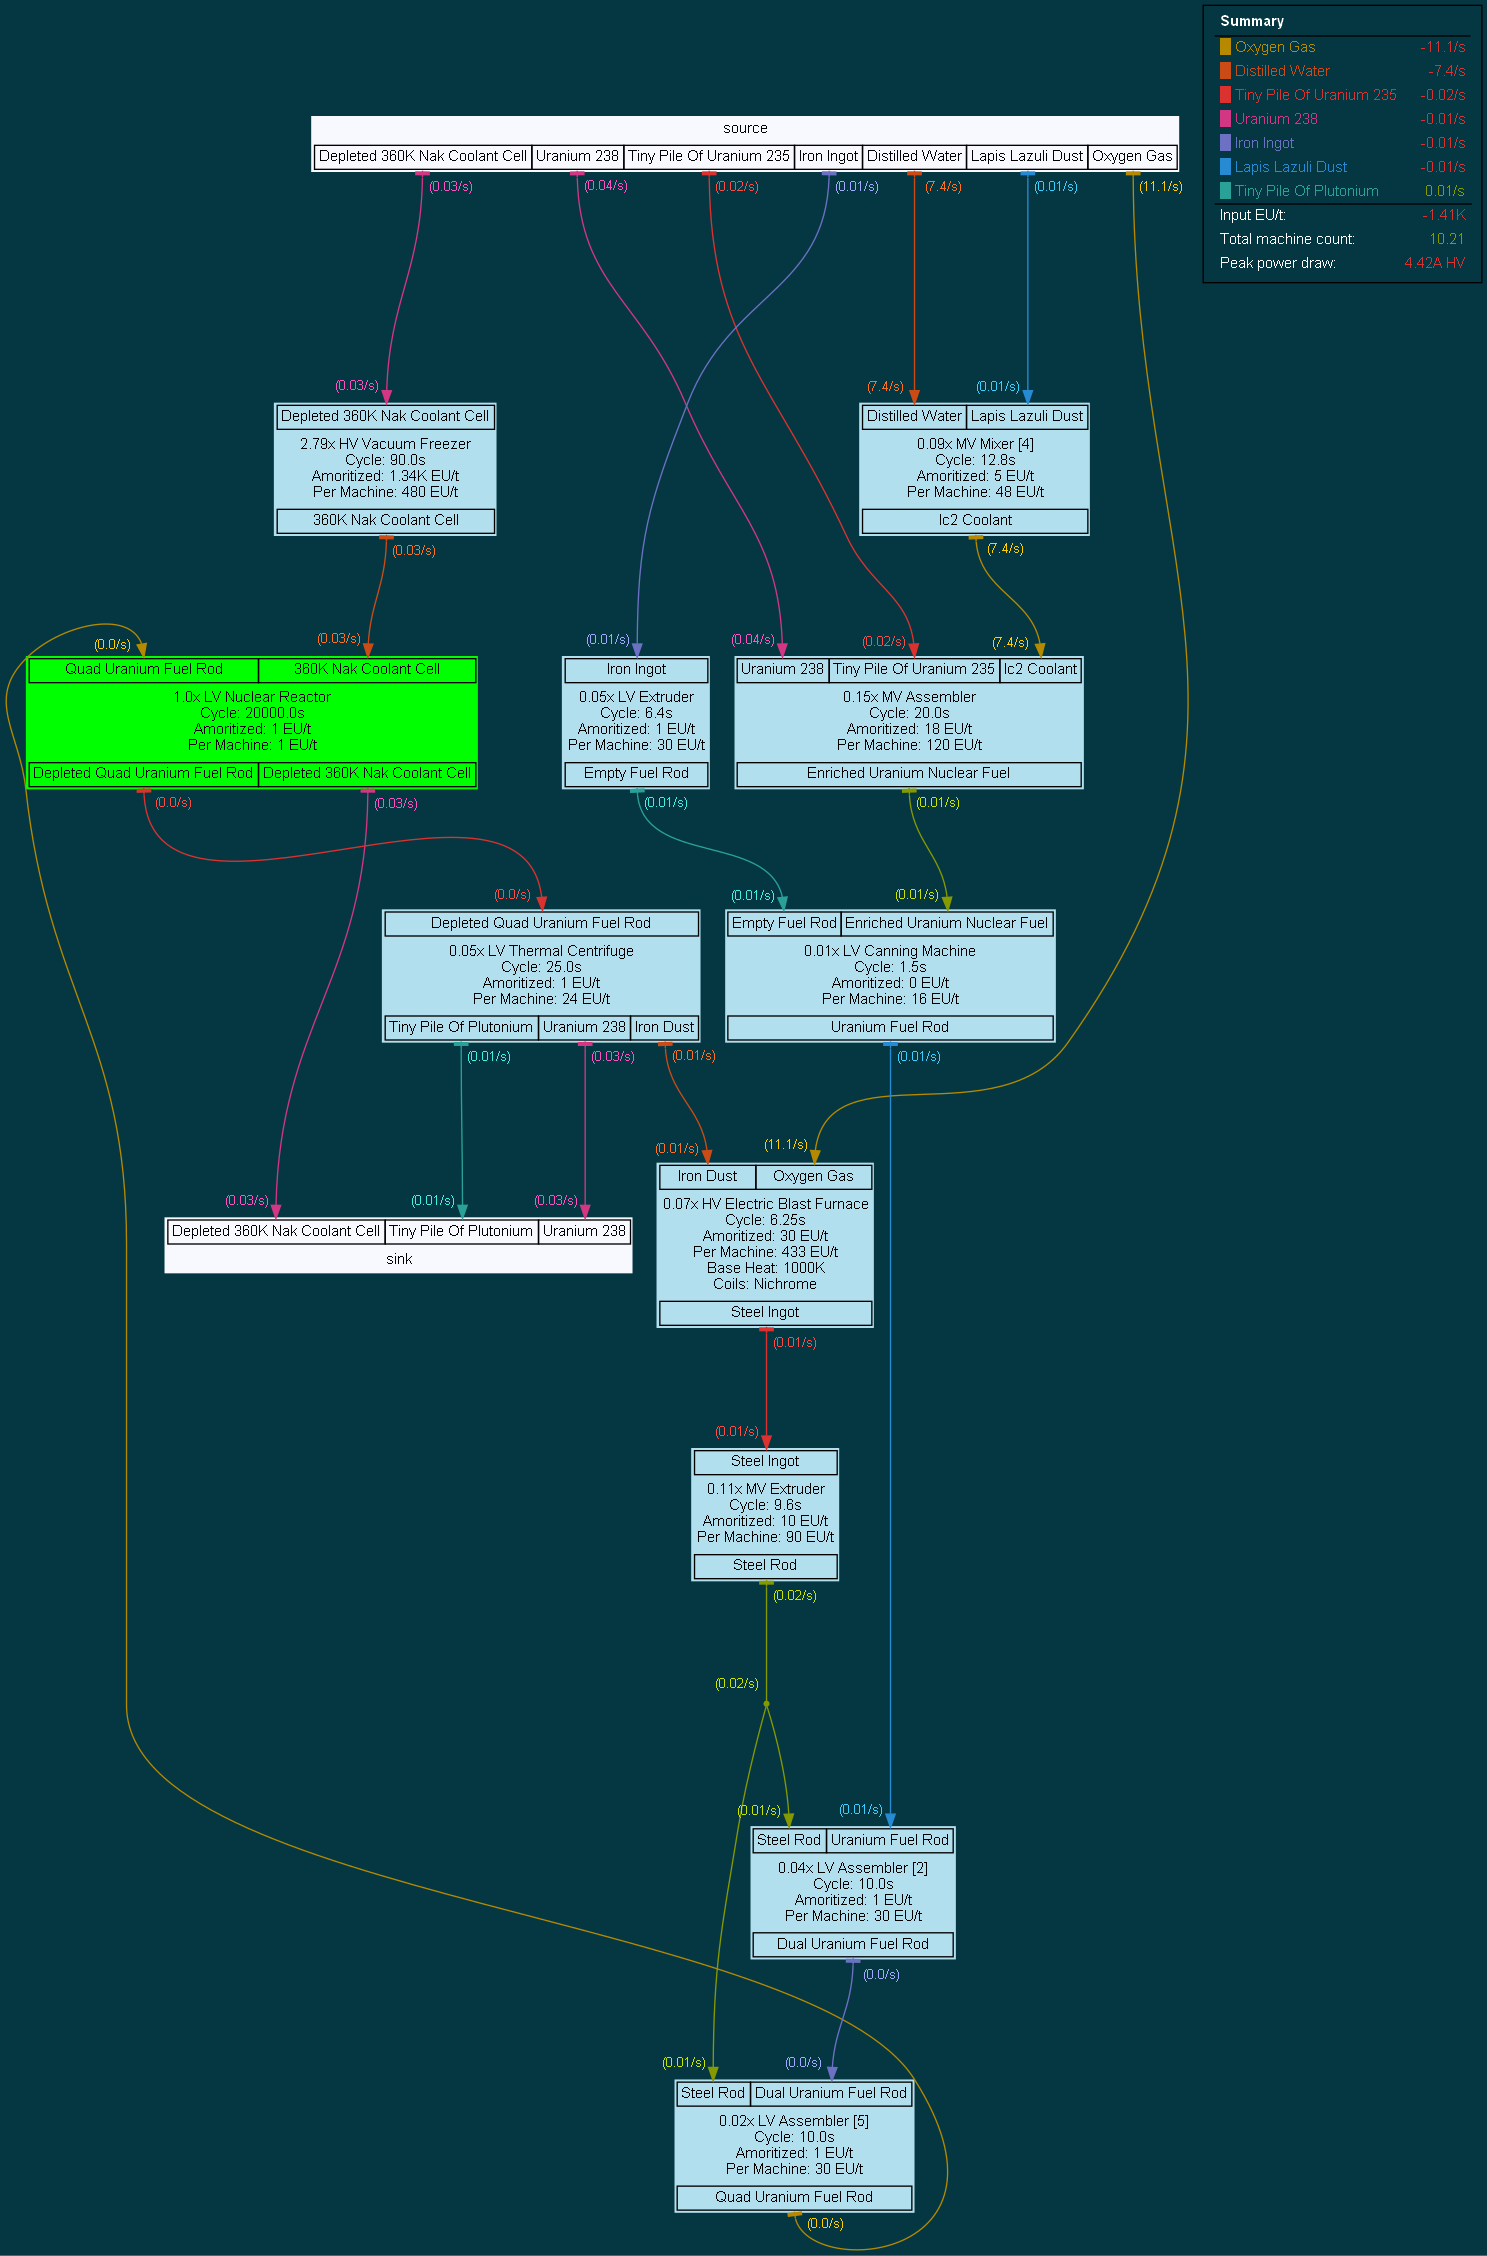 Summary
Oxygen Gas -11.1/s
Distilled Water -7.4/s
Tiny Pile Of Uranium 235 -0.02/s
Uranium 238 -0.01/s
Iron Ingot -0.01/s
Lapis Lazuli Dust -0.01/s
Tiny Pile Of Plutonium 0.01/s
Input EU/t: -1.41K
Total machine count: 10.21
Peak power draw: 4.42A HV
source
Depleted 360K Nak Coolant Cell Uranium 238 Tiny Pile Of Uranium 235 Iron Ingot Distilled Water Lapis Lazuli Dust Oxygen Gas
(0.03/s) (0.04/s) (0.02/s) (0.01/s) (7.4/s) (0.01/s) (11.1/s)
(0.03/s)
Depleted 360K Nak Coolant Cell
2.79x HV Vacuum Freezer
Cycle: 90.0s
Amoritized: 1.34K EU/t
Per Machine: 480 EU/t
360K Nak Coolant Cell
(0.03/s)
(7.4/s) (0.01/s)
Distilled Water Lapis Lazuli Dust
0.09x MV Mixer [4]
Cycle: 12.8s
Amoritized: 5 EU/t
Per Machine: 48 EU/t
Ic2 Coolant
(7.4/s)
(0.0/s) (0.03/s)
Quad Uranium Fuel Rod 360K Nak Coolant Cell
1.0x LV Nuclear Reactor
Cycle: 20000.0s
Amoritized: 1 EU/t
Per Machine: 1 EU/t
Depleted Quad Uranium Fuel Rod Depleted 360K Nak Coolant Cell
(0.0/s) (0.03/s)
(0.01/s)
Iron Ingot
0.05x LV Extruder
Cycle: 6.4s
Amoritized: 1 EU/t
Per Machine: 30 EU/t
Empty Fuel Rod
(0.01/s)
(0.04/s) (0.02/s) (7.4/s)
Uranium 238 Tiny Pile Of Uranium 235 Ic2 Coolant
0.15x MV Assembler
Cycle: 20.0s
Amoritized: 18 EU/t
Per Machine: 120 EU/t
Enriched Uranium Nuclear Fuel
(0.01/s)
(0.0/s)
Depleted Quad Uranium Fuel Rod
0.05x LV Thermal Centrifuge
Cycle: 25.0s
Amoritized: 1 EU/t
Per Machine: 24 EU/t
Tiny Pile Of Plutonium Uranium 238 Iron Dust
(0.01/s) (0.03/s) (0.01/s)
(0.01/s) (0.01/s)
Empty Fuel Rod Enriched Uranium Nuclear Fuel
0.01x LV Canning Machine
Cycle: 1.5s
Amoritized: 0 EU/t
Per Machine: 16 EU/t
Uranium Fuel Rod
(0.01/s)
(0.03/s) (0.01/s) (0.03/s)
Depleted 360K Nak Coolant Cell Tiny Pile Of Plutonium Uranium 238
sink
(0.01/s) (11.1/s)
Iron Dust Oxygen Gas
0.07x HV Electric Blast Furnace
Cycle: 6.25s
Amoritized: 30 EU/t
Per Machine: 433 EU/t
Base Heat: 1000K
Coils: Nichrome
Steel Ingot
(0.01/s)
(0.01/s)
Steel Ingot
0.11x MV Extruder
Cycle: 9.6s
Amoritized: 10 EU/t
Per Machine: 90 EU/t
Steel Rod
(0.02/s)
(0.02/s)
(0.01/s) (0.01/s)
Steel Rod Uranium Fuel Rod
0.04x LV Assembler [2]
Cycle: 10.0s
Amoritized: 1 EU/t
Per Machine: 30 EU/t
Dual Uranium Fuel Rod
(0.0/s)
(0.01/s) (0.0/s)
Steel Rod Dual Uranium Fuel Rod
0.02x LV Assembler [5]
Cycle: 10.0s
Amoritized: 1 EU/t
Per Machine: 30 EU/t
Quad Uranium Fuel Rod
(0.0/s)